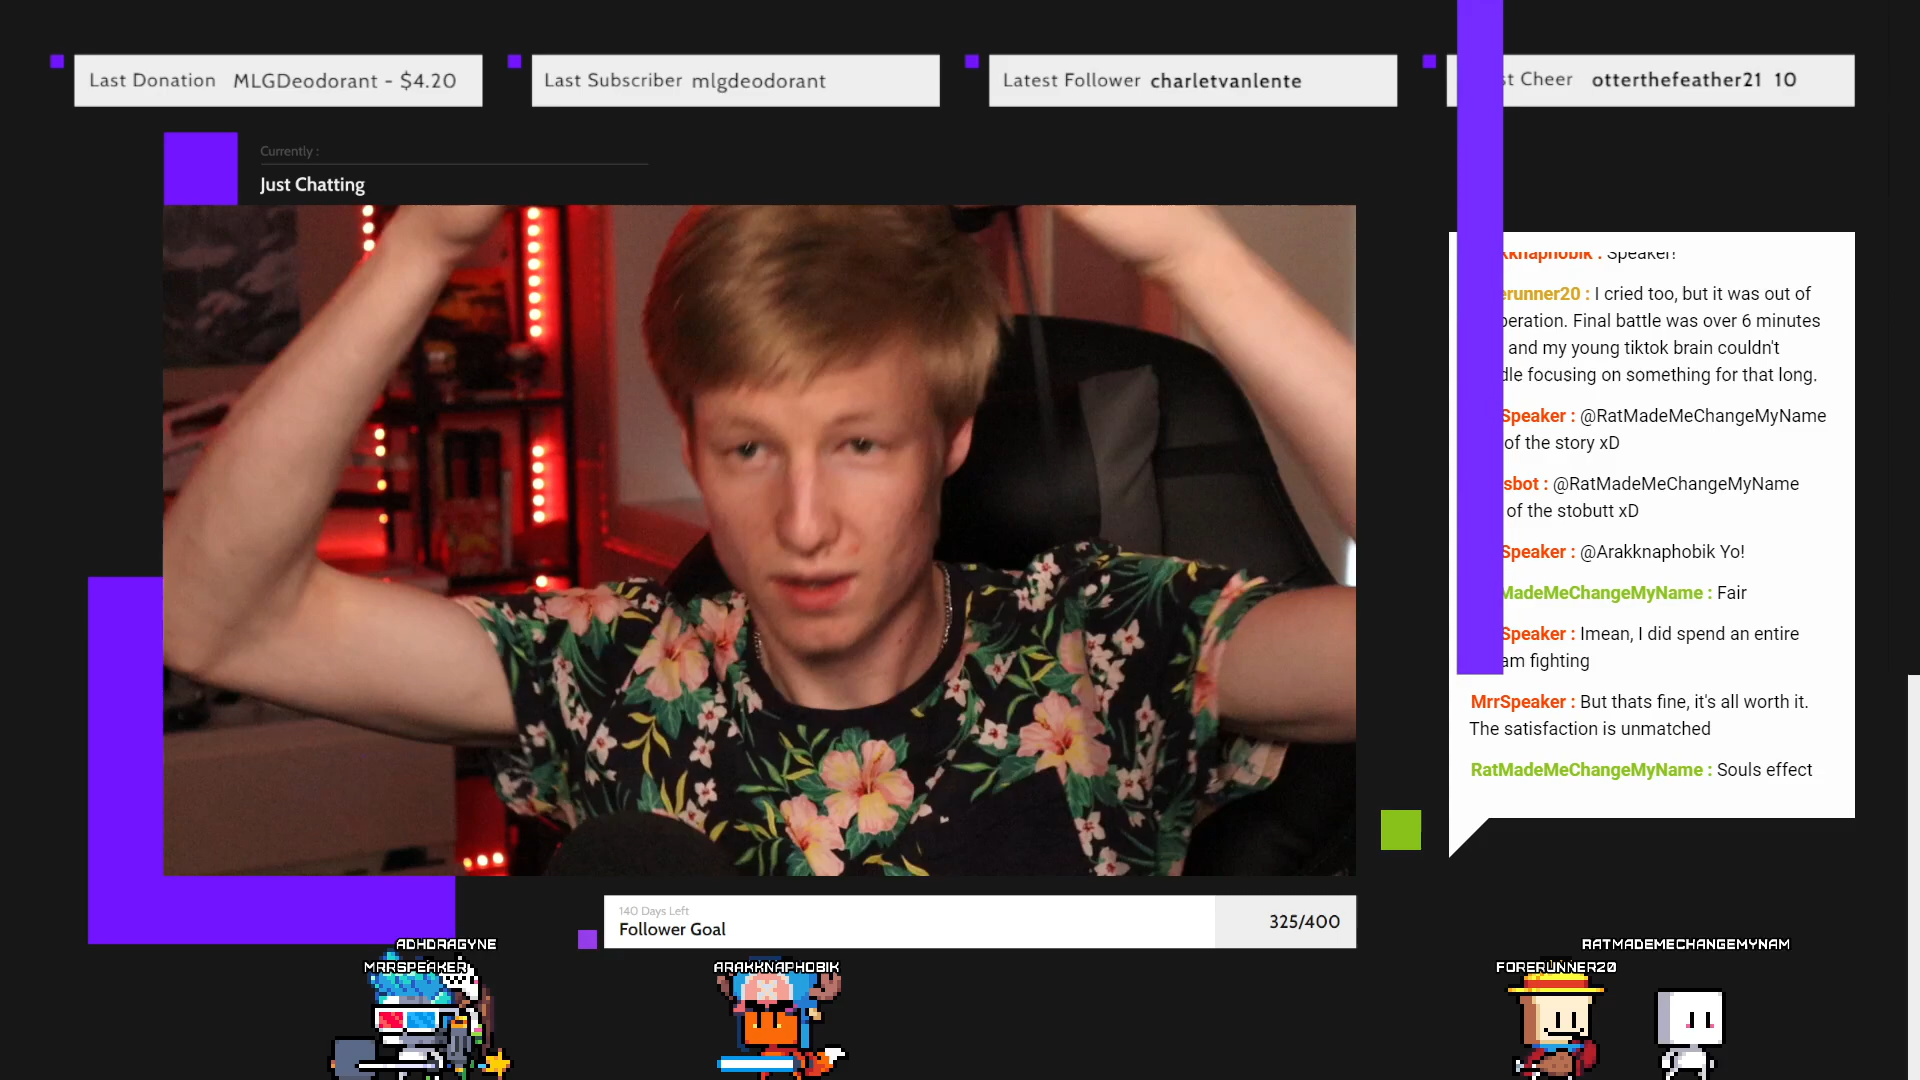 Last Donation MLGDeodorant - $4.20
Last Subscriber mlgdeodorant
Latest Follower charletvanlente
st Cheer otterthefeather21 10
Currently :
Just Chatting
kknaphobik : Speaker!
erunner20 : I cried too, but it was out of
peration. Final battle was over 6 minutes
and my young tiktok brain couldn't
dle focusing on something for that long.
Speaker : @RatMadeMeChangeMyName
of the story xD
sbot : @RatMadeMeChangeMyName
of the stobutt xD
Speaker : @Arakknaphobik Yo!
MadeMeChangeMyName : Fair
Speaker : Imean, I did spend an entire
am fighting
MrrSpeaker : But thats fine, it's all worth it.
The satisfaction is unmatched
RatMadeMeChangeMyName : Souls effect
140 Days Left
Follower Goal
325/400
ADHDRAGYNE
MRRSPEAKER
ARAKKNAPHOBIK
FORERUNNER20
RATMADEMECHANGEMYNAM